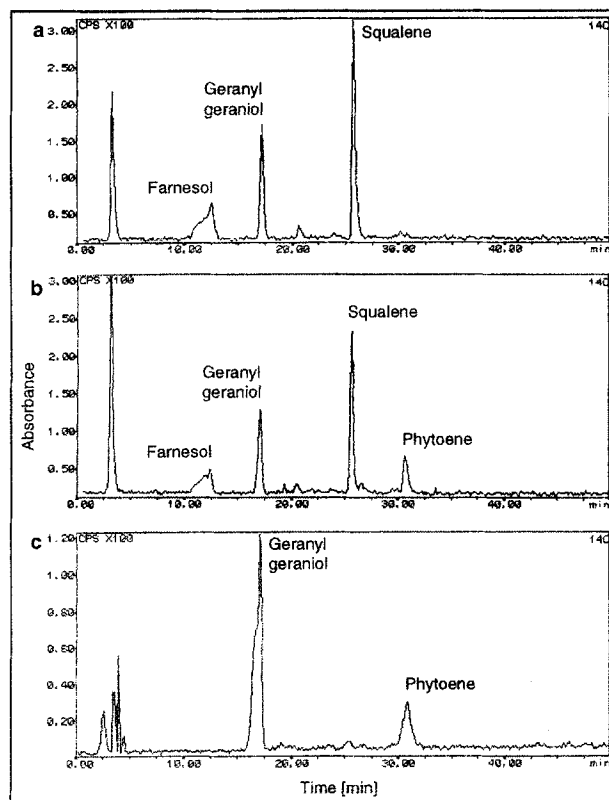 a
CPS X100
14C
3.00
2.50
2.00
1.50
1.00
0.50
Farnesol
Geranyl
geraniol
Squalene
0.00
10.00
20.00
30.00
40.00
min
b
CPS X100
14C
3.00
2.50
2.00
1.50
1.00
0.50
Absorbance
Farnesol
Geranyl
geraniol
Squalene
Phytoene
0.00
10.00
20.00
30.00
40.00
min
c
CPS X100
14C
1.20
1.00
0.80
0.60
0.40
0.20
Geranyl
geraniol
Phytoene
0.00
10.00
20.00
30.00
40.00
min
Time [min]